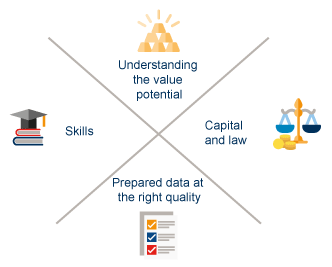 Understanding
the value
potential
Skills
Capital
and law
Prepared data at
the right quality